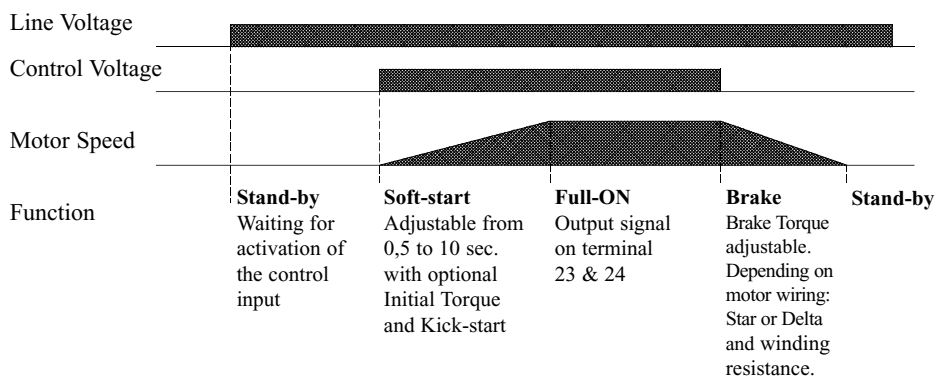 Line Voltage
Control Voltage
Motor Speed
Function
Stand-by
Waiting for
activation of
the control
input
Soft-start
Adjustable from
0,5 to 10 sec.
with optional
Initial Torque
and Kick-start
Full-ON
Output signal
on terminal
23 & 24
Brake
Brake Torque
adjustable.
Depending on
motor wiring:
Star or Delta
and winding
resistance.
Stand-by